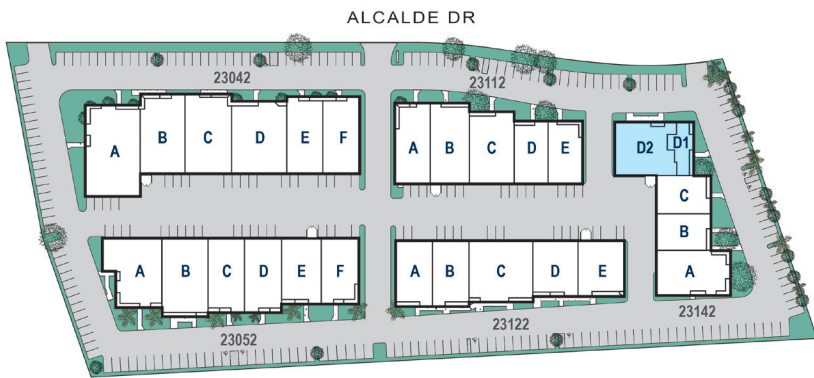 ALCALDE DR
23042
23112
A B C D E F
A B C D E
D2 D1
C
B
A
A B C D E F
A B C D E
23052
23122
23142